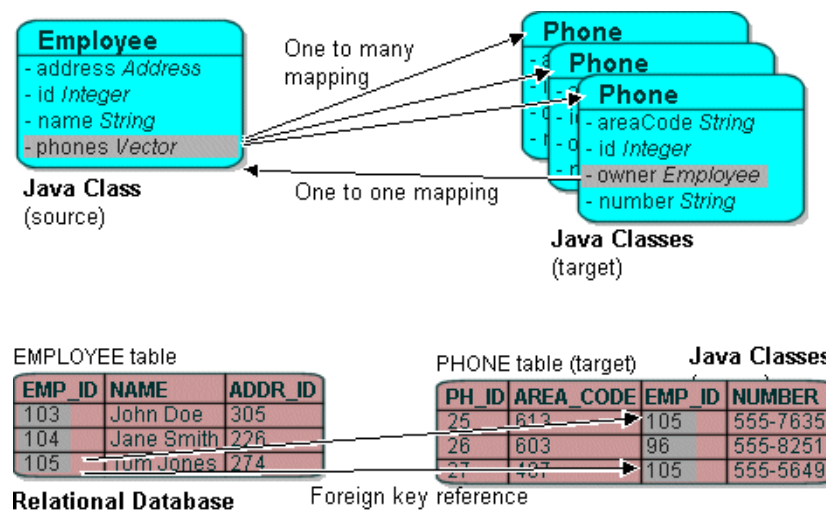 Employee
- address Address
- id Integer
- name String
- phones Vector
Java Class
(source)
One to many
mapping
One to one mapping
Phone
Phone
Phone
- areaCode String
- id Integer
- owner Employee
- number String
Java Classes
(target)
EMPLOYEE table
EMP_ID NAME ADDR_ID
103 John Doe 305
104 Jane Smith 226
105 Tom Jones 274
Relational Database
Foreign key reference
PHONE table (target)
Java Classes
PH_ID AREA_CODE EMP_ID NUMBER
25 613 105 555-7635
26 603 96 555-8251
27 105 555-5649